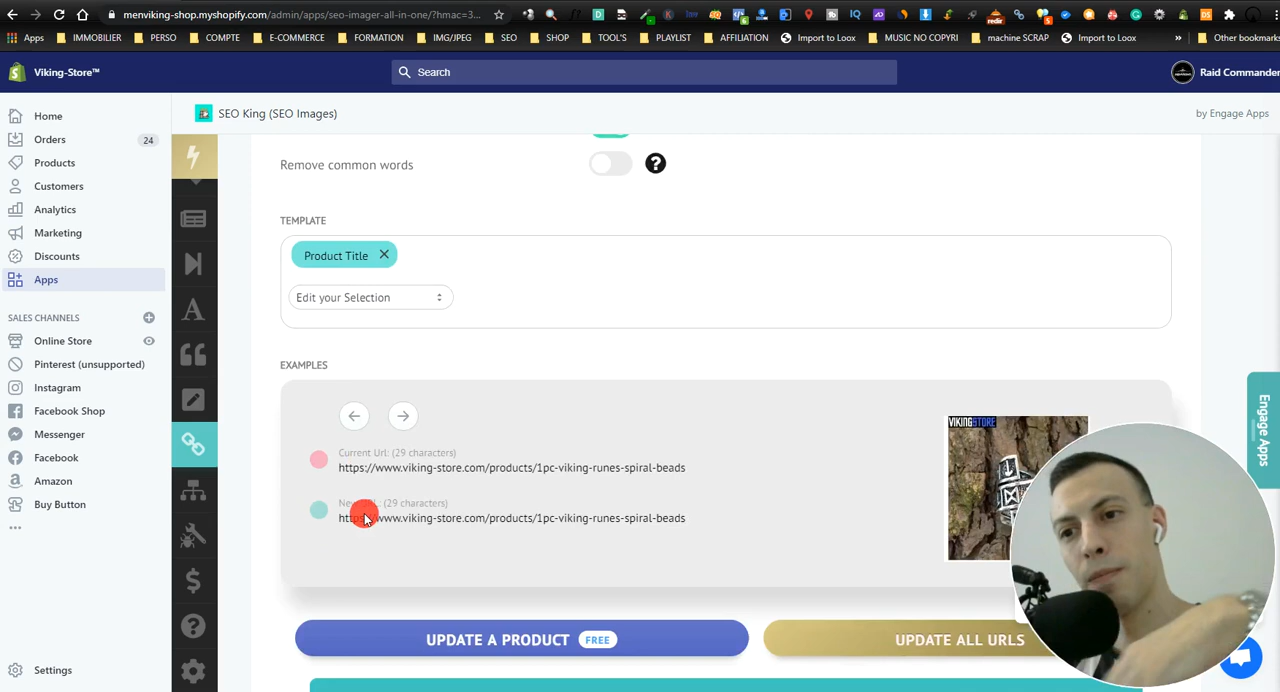 menviking-shop.myshopify.com/admin/apps/seo-imager-all-in-one/?hmac=3...
Apps
IMMOBILIER
PERSO
COMPTE
E-COMMERCE
FORMATION
IMG/JPEG
SEO
SHOP
TOOL'S
PLAYLIST
AFFILIATION
Import to Loox
MUSIC NO COPYRI
machine SCRAP
Import to Loox
»
Other bookmarks
Viking-Store™
Search
Raid Commander
SEO King (SEO Images)
by Engage Apps
Home
Orders
24
Products
Customers
Analytics
Marketing
Discounts
Apps
SALES CHANNELS
Online Store
Pinterest (unsupported)
Instagram
Facebook Shop
Messenger
Facebook
Amazon
Buy Button
Settings
Remove common words
TEMPLATE
Product Title
Edit your Selection
EXAMPLES
Current Url: (29 characters)
https://www.viking-store.com/products/1pc-viking-runes-spiral-beads
(29 characters)
https://www.viking-store.com/products/1pc-viking-runes-spiral-beads
VIKINGSTORE
UPDATE A PRODUCT FREE
UPDATE ALL URLS
Engage Apps